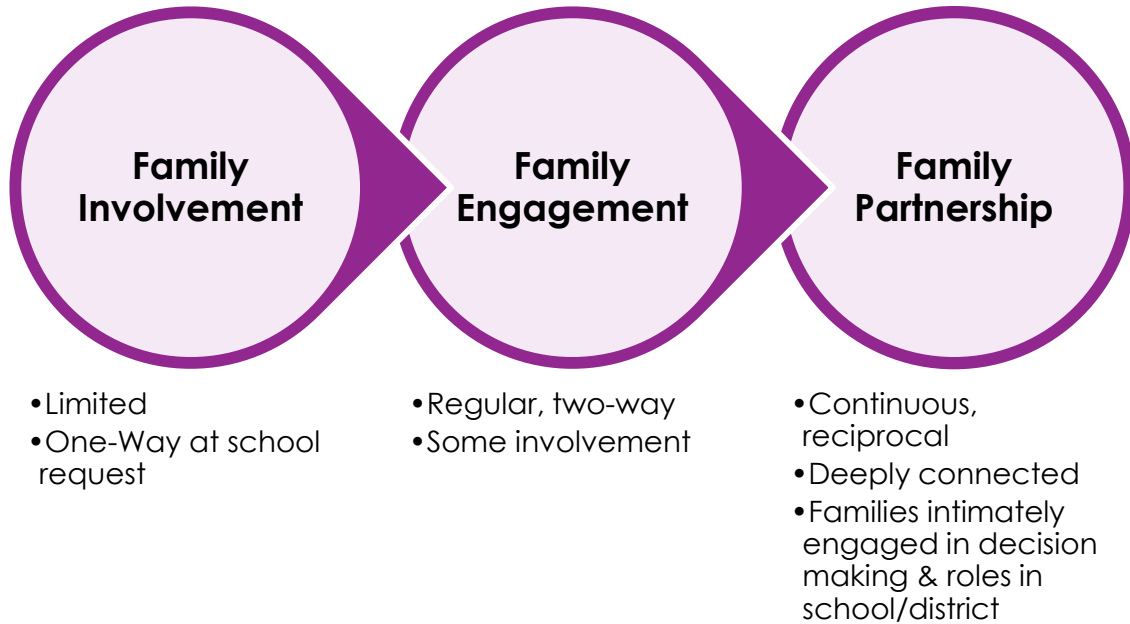 Family
Involvement
Family
Engagement
Family
Partnership
•Limited
•One-Way at school
request
•Regular, two-way
•Some involvement
•Continuous,
reciprocal
•Deeply connected
•Families intimately
engaged in decision
making & roles in
school/district